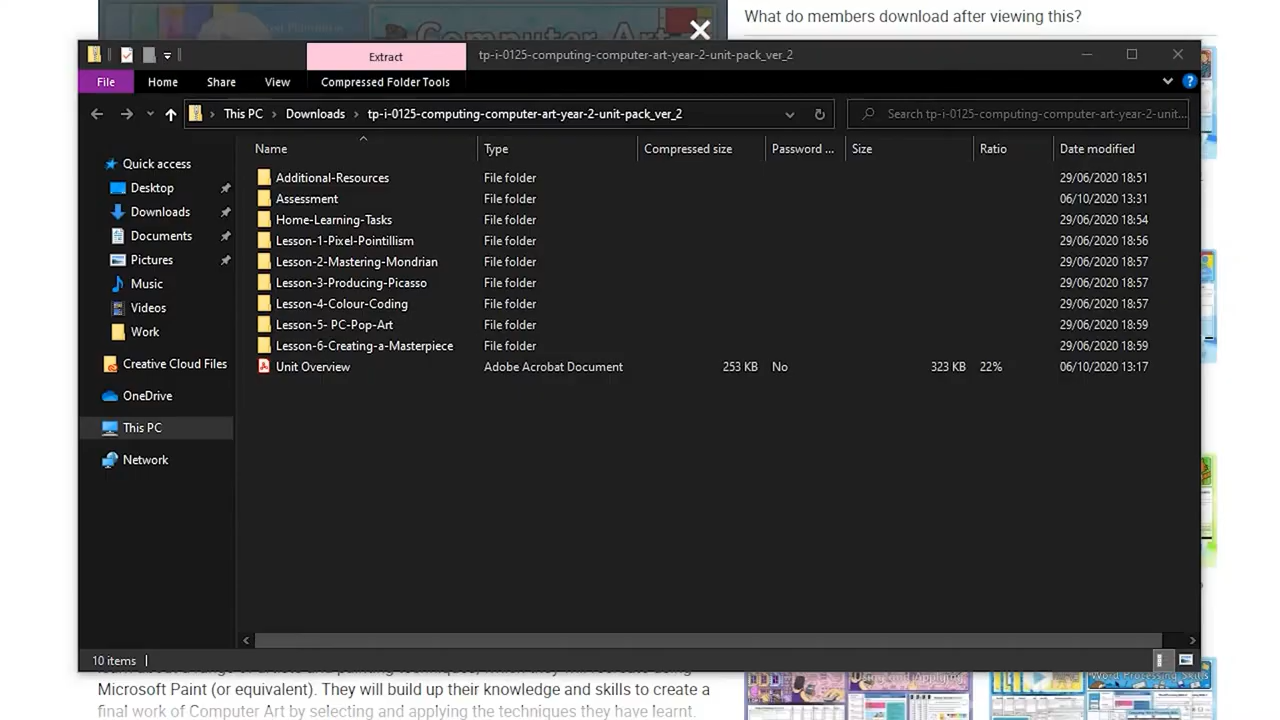 Computer Art
What do members download after viewing this?
Extract
tp-i-0125-computing-computer-art-year-2-unit-pack_ver_2
File Home Share View Compressed Folder Tools
This PC > Downloads > tp-i-0125-computing-computer-art-year-2-unit-pack_ver_2
Search tp-i-0125-computing-computer-art-year-2-unit...
Name Type Compressed size Password ... Size Ratio Date modified
Quick access
Desktop
Downloads
Documents
Pictures
Music
Videos
Work
Creative Cloud Files
OneDrive
This PC
Network
Additional-Resources File folder 29/06/2020 18:51
Assessment File folder 06/10/2020 13:31
Home-Learning-Tasks File folder 29/06/2020 18:54
Lesson-1-Pixel-Pointillism File folder 29/06/2020 18:56
Lesson-2-Mastering-Mondrian File folder 29/06/2020 18:57
Lesson-3-Producing-Picasso File folder 29/06/2020 18:57
Lesson-4-Colour-Coding File folder 29/06/2020 18:57
Lesson-5- PC-Pop-Art File folder 29/06/2020 18:59
Lesson-6-Creating-a-Masterpiece File folder 29/06/2020 18:59
Unit Overview Adobe Acrobat Document 253 KB No 323 KB 22% 06/10/2020 13:17
10 items
Microsoft Paint (or equivalent). They will build up their knowledge and skills to create a
final work of Computer Art by selecting and applying the techniques they have learnt.
Using and Applying
Word Processing Skills